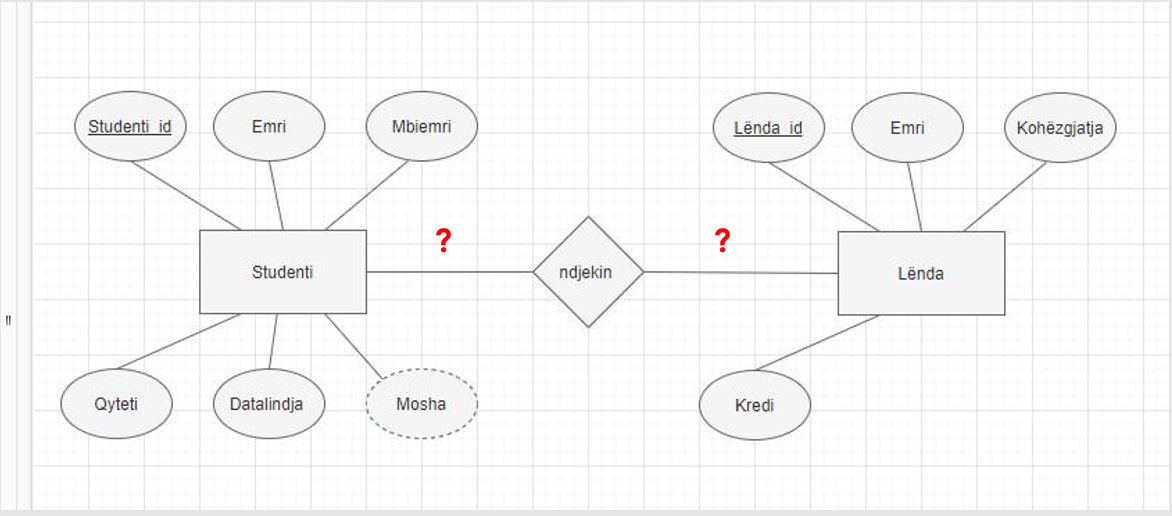 Studenti_id
Emri
Mbiemri
Lënda_id
Emri
Kohëzgjatja
?
?
Studenti
ndjekin
Lënda
Qyteti
Datalindja
Mosha
Kredi